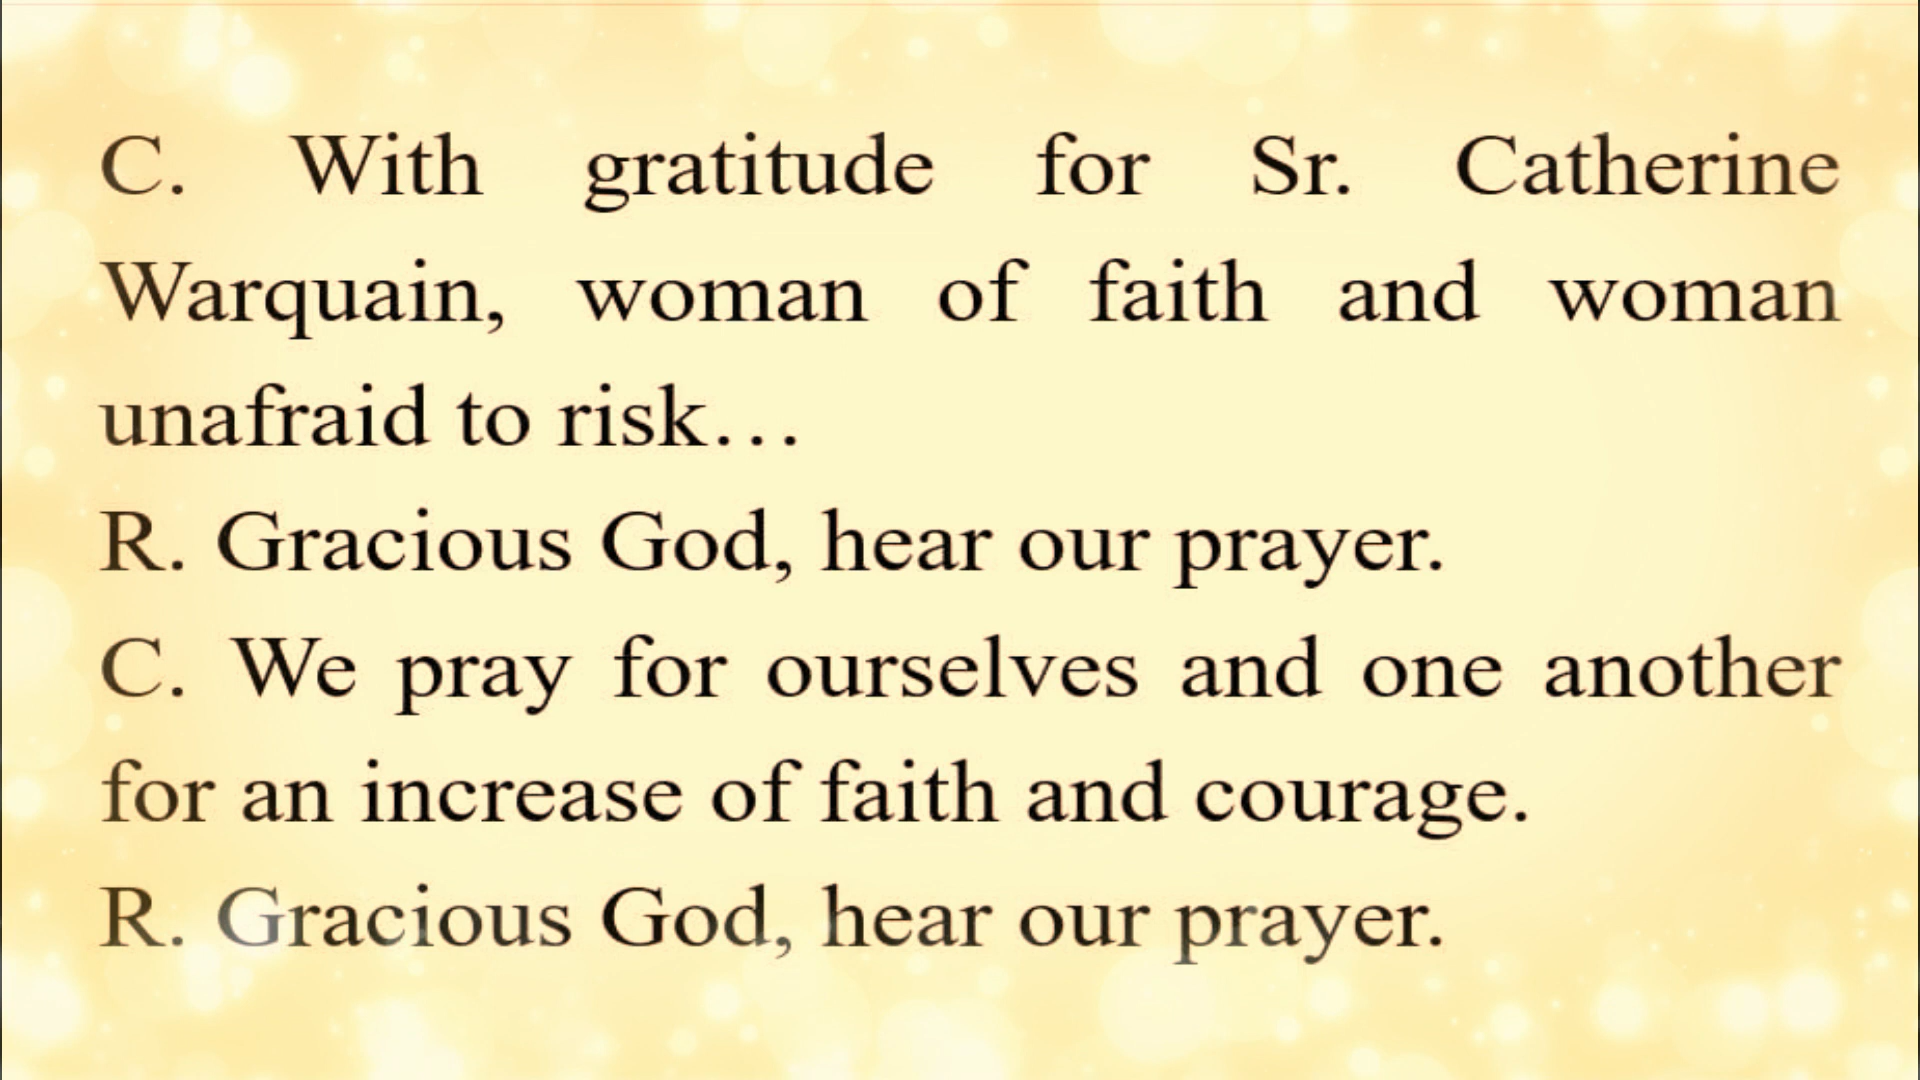 C. With gratitude for Sr. Catherine
Warquain, woman of faith and woman
unafraid to risk…
R. Gracious God, hear our prayer.
C. We pray for ourselves and one another
for an increase of faith and courage.
R. Gracious God, hear our prayer.